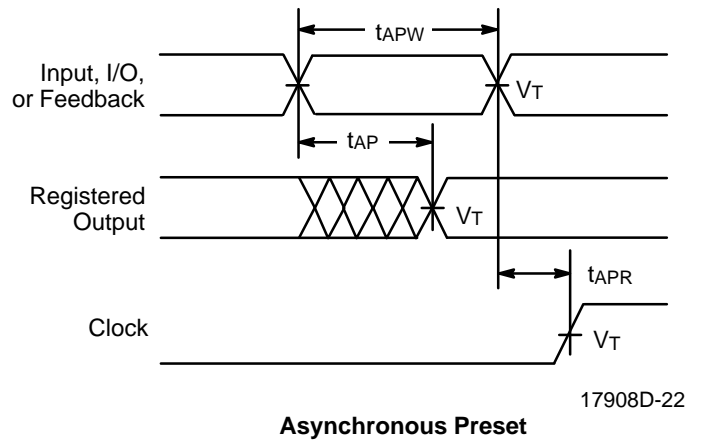 tAPW
Input, I/O,
or Feedback
VT
tAP
Registered
Output
VT
tAPR
Clock
VT
17908D-22
Asynchronous Preset